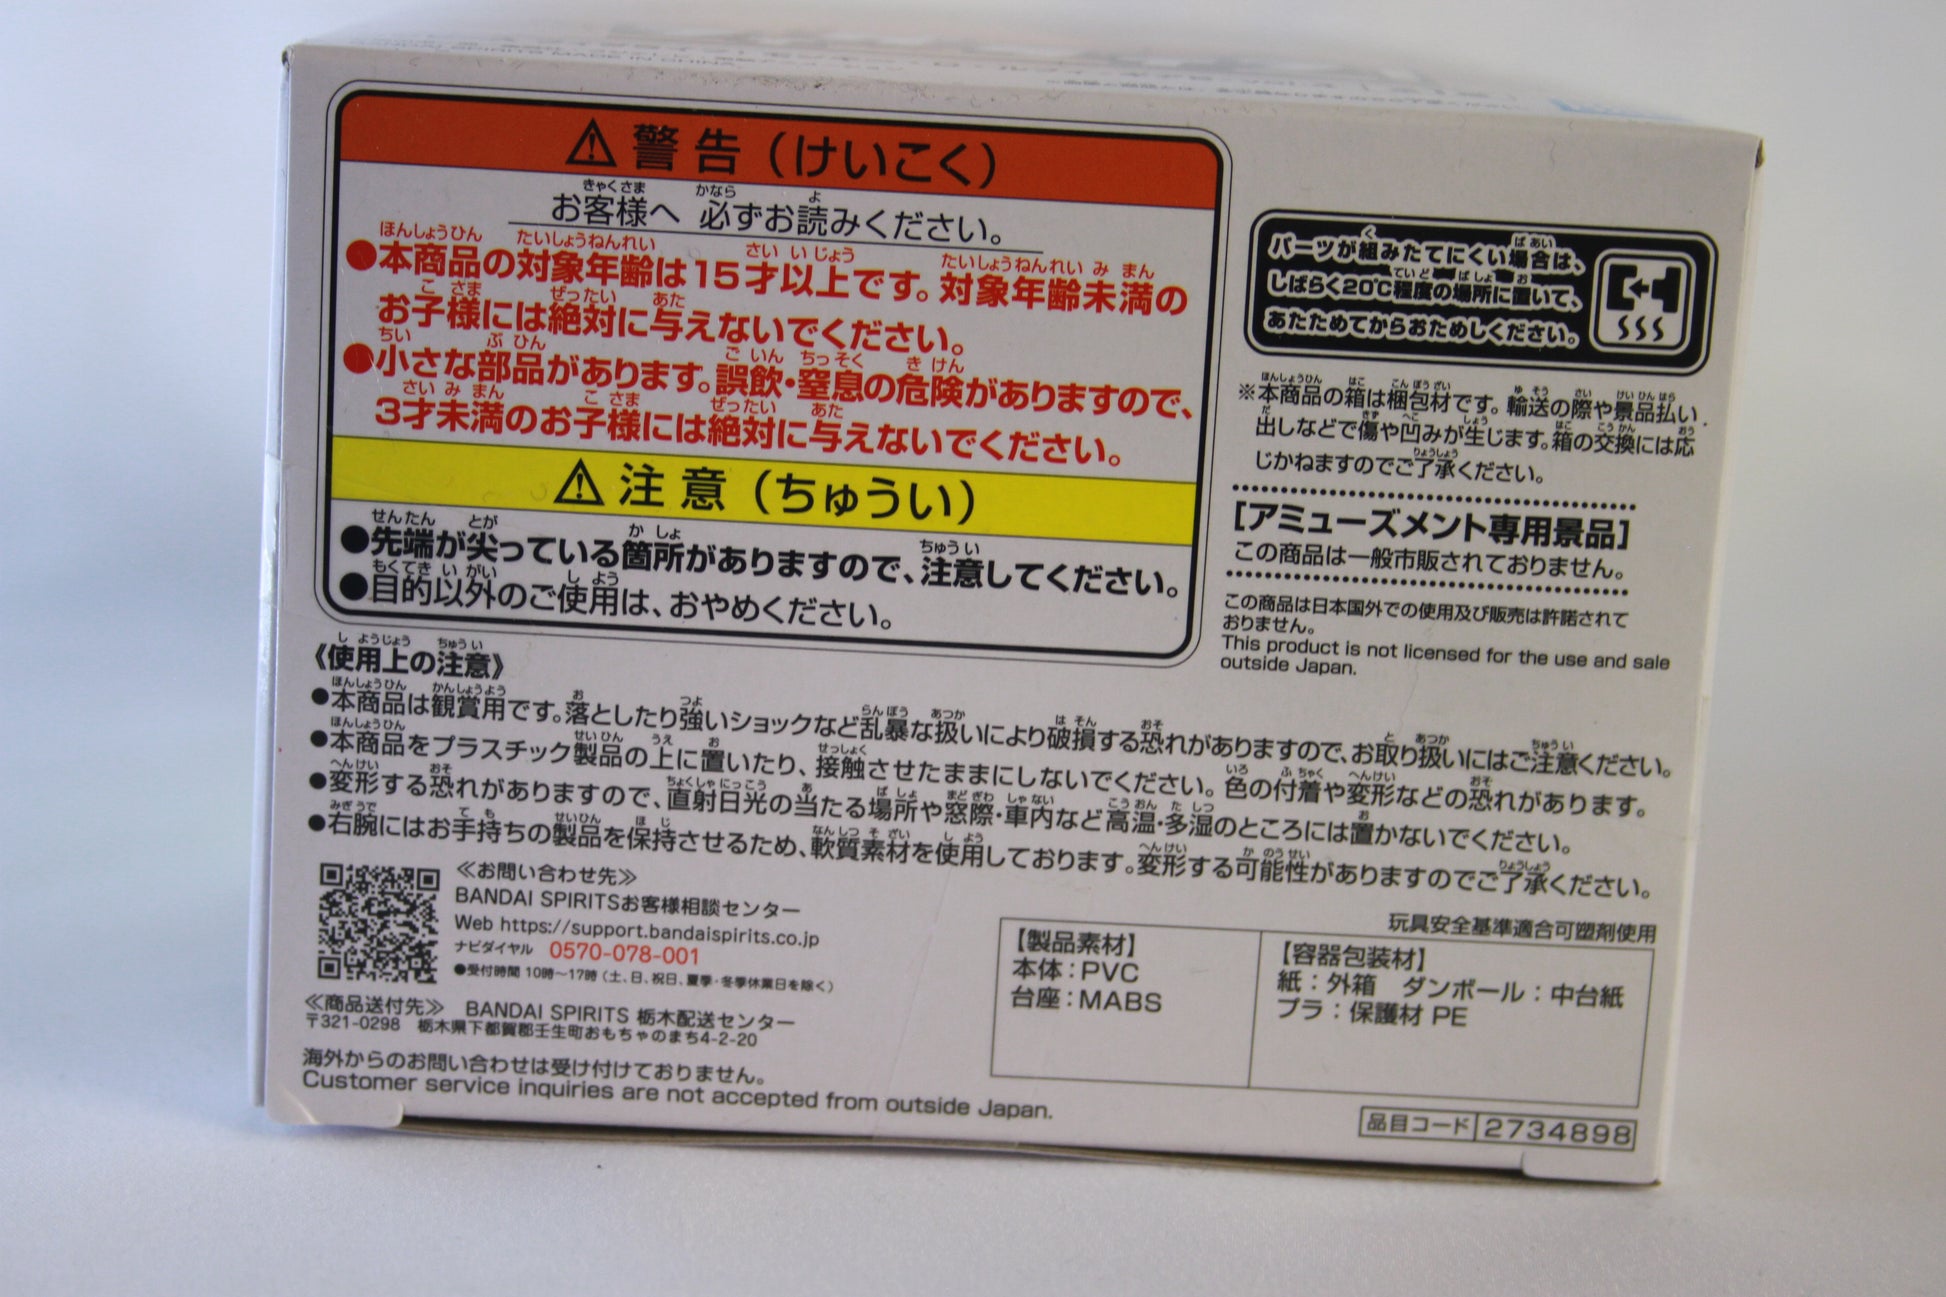 BANDAI SPIRITS MADE IN CHINA
警告（けいこく）
お客様へ 必ずお読みください。
●本商品の対象年齢は15才以上です。対象年齢未満の
お子様には絶対に与えないでください。
●小さな部品があります。誤飲・窒息の危険がありますので、
3才未満のお子様には絶対に与えないでください。
注意（ちゅうい）
●先端が尖っている箇所がありますので、注意してください。
●目的以外のご使用は、おやめください。
パーツが組みたてにくい場合は、
しばらく20℃程度の場所に置いて、
あたためてからおためしください。
※本商品の箱は梱包材です。輸送の際や景品払い
出しなどで傷や凹みが生じます。箱の交換には応
じかねますのでご了承ください。
[アミューズメント専用景品]
この商品は一般市販されておりません。
この商品は日本国外での使用及び販売は許諾されて
おりません。
This product is not licensed for the use and sale
outside Japan.
《使用上の注意》
●本商品は観賞用です。落としたり強いショックなど乱暴な扱いにより破損する恐れがありますので、お取り扱いにはご注意ください。
●本商品をプラスチック製品の上に置いたり、接触させたままにしないでください。色の付着や変形などの恐れがあります。
●変形する恐れがありますので、直射日光の当たる場所や窓際・車内など高温・多湿のところには置かないでください。
●右腕にはお手持ちの製品を保持させるため、軟質素材を使用しております。変形する可能性がありますのでご了承ください。
≪お問い合わせ先≫
BANDAI SPIRITSお客様相談センター
Web https://support.bandaispirits.co.jp
ナビダイヤル 0570-078-001
●受付時間 10時〜17時（土、日、祝日、夏季・冬季休業日を除く）
≪商品送付先≫ BANDAI SPIRITS 栃木配送センター
〒321-0298 栃木県下都賀郡壬生町おもちゃのまち4-2-20
海外からのお問い合わせは受け付けておりません。
Customer service inquiries are not accepted from outside Japan.
玩具安全基準適合可塑剤使用
【製品素材】
本体：PVC
台座：MABS
【容器包装材】
紙：外箱 ダンボール：中台紙
プラ：保護材 PE
品目コード 2734898